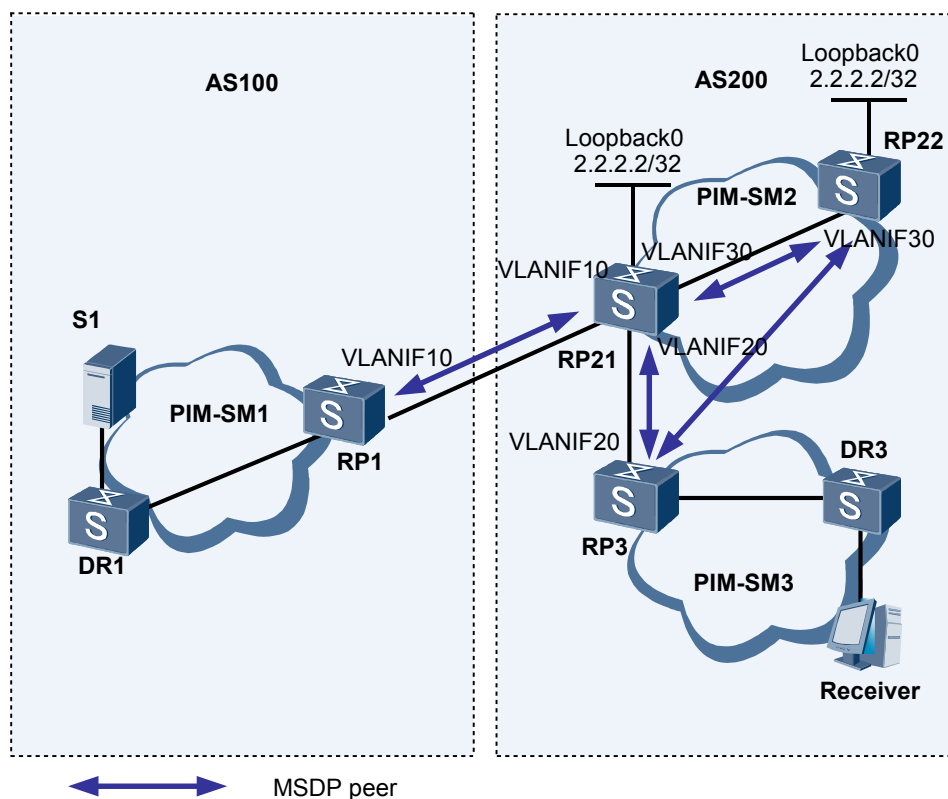 AS100
AS200
Loopback0
2.2.2.2/32
RP22
Loopback0
2.2.2.2/32
PIM-SM2
VLANIF30
VLANIF30
VLANIF10
S
S
RP21
S1
VLANIF10
VLANIF20
PIM-SM1
S
RP1
VLANIF20
DR3
S
DR1
S
RP3
S
PIM-SM3
Receiver
MSDP peer